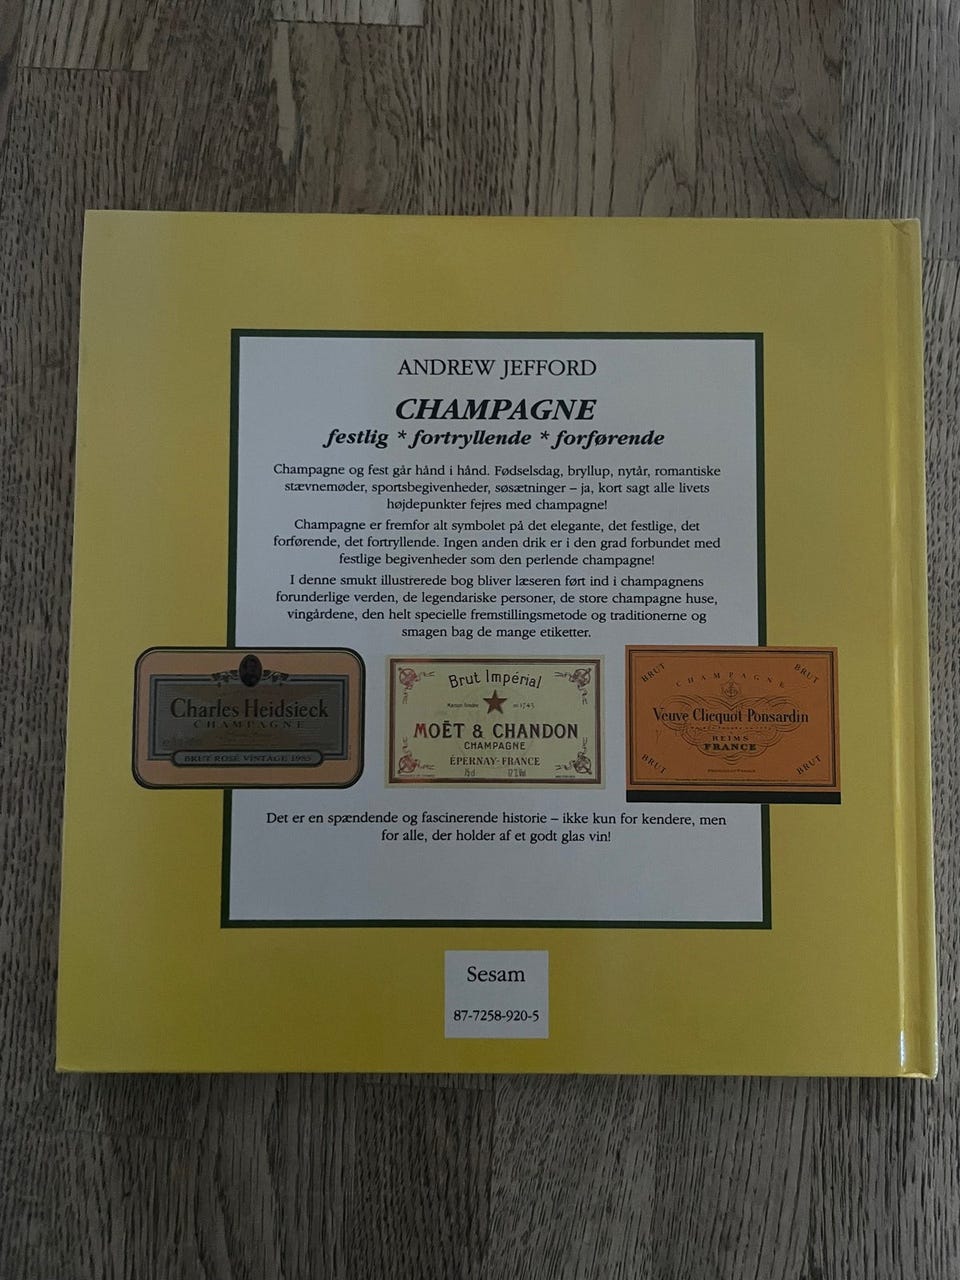 ANDREW JEFFORD
CHAMPAGNE
festlig * fortryllende * forførende
Champagne og fest går hånd i hånd. Fødselsdag, bryllup, nytår, romantiske
stævnemøder, sportsbegivenheder, søsætninger – ja, kort sagt alle livets
højdepunkter fejres med champagne!
Champagne er fremfor alt symbolet på det elegante, det festlige, det
forførende, det fortryllende. Ingen anden drik er i den grad forbundet med
festlige begivenheder som den perlende champagne!
I denne smukt illustrerede bog bliver læseren ført ind i champagnens
forunderlige verden, de legendariske personer, de store champagne huse,
vingårdene, den helt specielle fremstillingsmetode og traditionerne og
smagen bag de mange etiketter.
Charles Heidsieck
CHAMPAGNE
BRUT ROSÉ VINTAGE 1985
Brut Impérial
MOËT & CHANDON
CHAMPAGNE
ÉPERNAY-FRANCE
75 cl 12% Vol
BRUT BRUT
CHAMPAGNE
Veuve Clicquot Ponsardin
REIMS
FRANCE
BRUT BRUT
Det er en spændende og fascinerende historie – ikke kun for kendere, men
for alle, der holder af et godt glas vin!
Sesam
87-7258-920-5